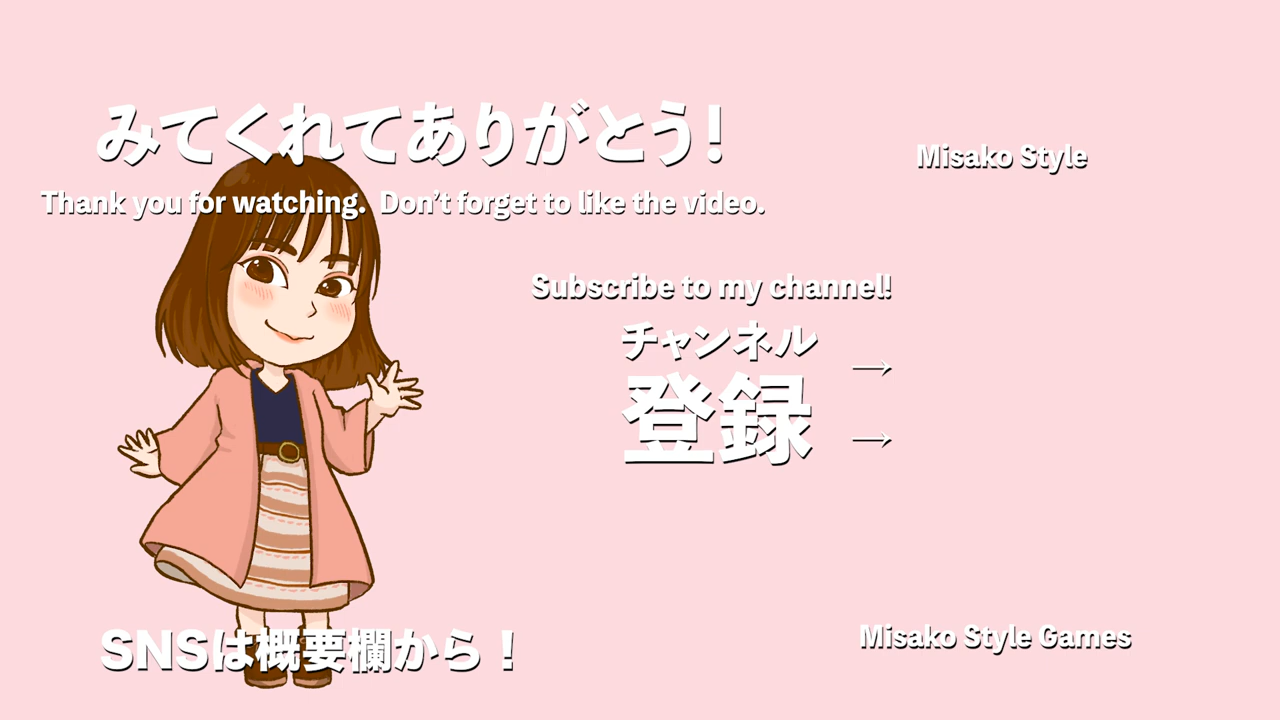 みてくれてありがとう!
Thank you for watching. Don't forget to like the video.
Misako Style
Subscribe to my channel!
チャンネル
登録
→
→
SNSは概要欄から！
Misako Style Games